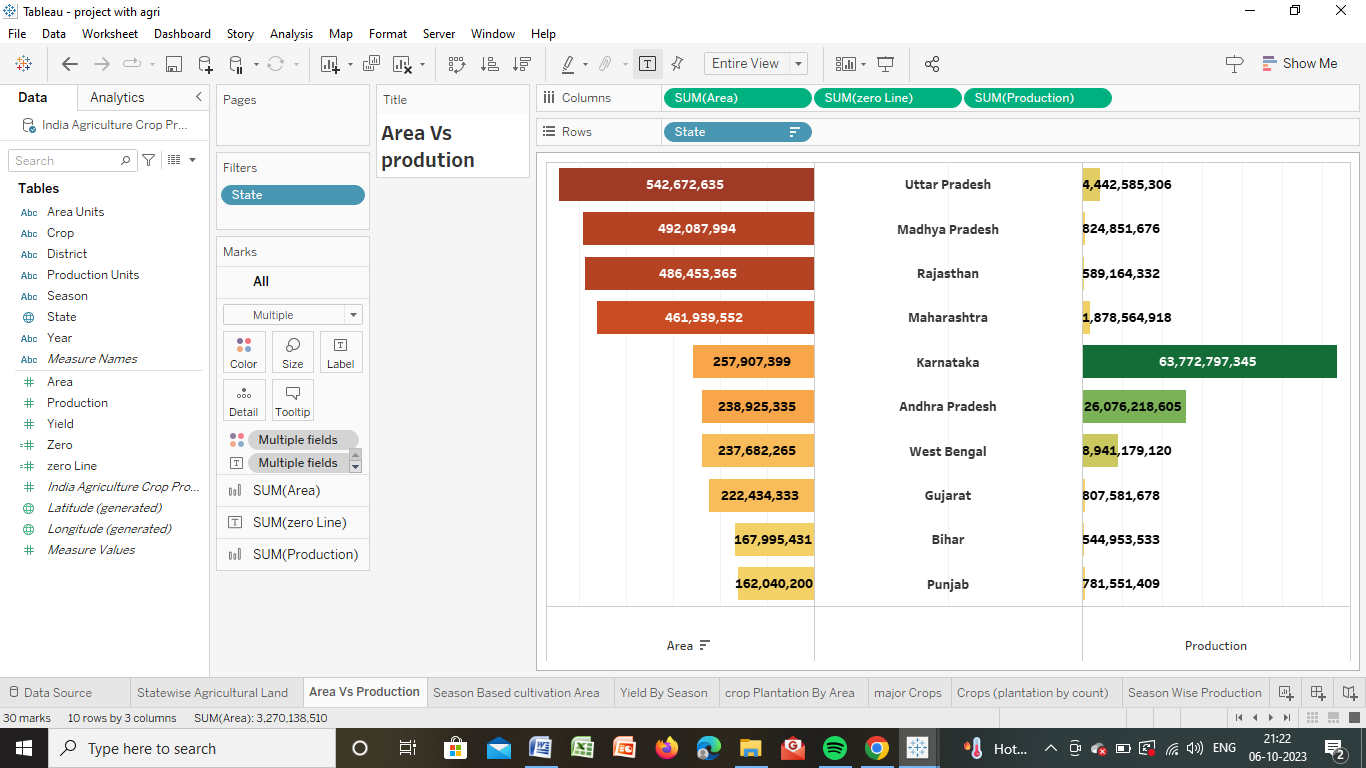 Tableau - project with agri
File Data Worksheet Dashboard Story Analysis Map Format Server Window Help
Entire View
Show Me
Data Analytics
India Agriculture Crop Pr...
Search
Tables
Abc Area Units
Abc Crop
Abc District
Abc Production Units
Abc Season
State
Abc Year
Abc Measure Names
Area
Production
Yield
Zero
zero Line
India Agriculture Crop Pro...
Latitude (generated)
Longitude (generated)
Measure Values
Pages
Filters
State
Marks
All
Multiple
Color Size Label
Detail Tooltip
Multiple fields
Multiple fields
SUM(Area)
SUM(zero Line)
SUM(Production)
Title
Area Vs
prodution
Columns SUM(Area) SUM(zero Line) SUM(Production)
Rows State
542,672,635 Uttar Pradesh 4,442,585,306
492,087,994 Madhya Pradesh 824,851,676
486,453,365 Rajasthan 589,164,332
461,939,552 Maharashtra 1,878,564,918
257,907,399 Karnataka 63,772,797,345
238,925,335 Andhra Pradesh 26,076,218,605
237,682,265 West Bengal 8,941,179,120
222,434,333 Gujarat 807,581,678
167,995,431 Bihar 544,953,533
162,040,200 Punjab 781,551,409
Area Production
Data Source Statewise Agricultural Land Area Vs Production Season Based cultivation Area Yield By Season crop Plantation By Area major Crops Crops (plantation by count) Season Wise Production
30 marks 10 rows by 3 columns SUM(Area): 3,270,138,510
Type here to search
Hot... ENG 21:22
06-10-2023 2